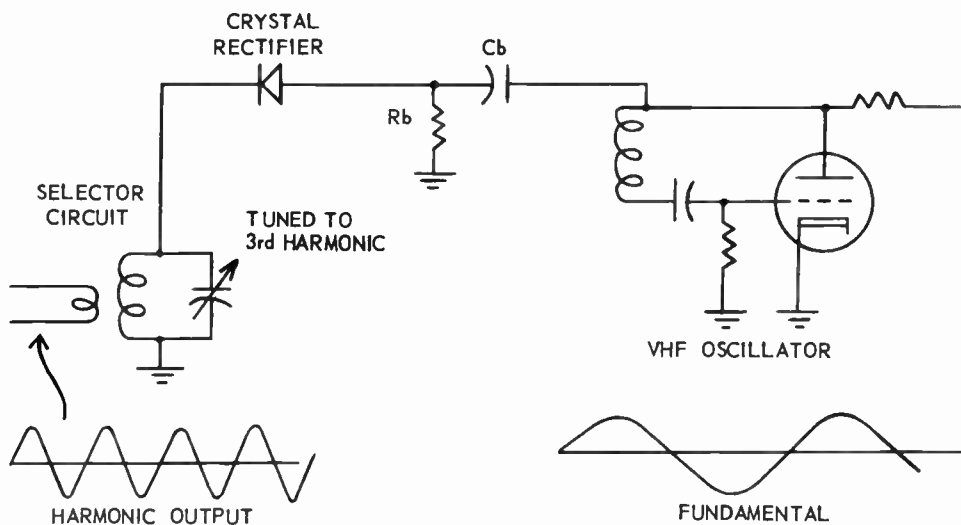 CRYSTAL
RECTIFIER
Cb
Rb
SELECTOR
CIRCUIT
TUNED TO
3rd HARMONIC
VHF OSCILLATOR
HARMONIC OUTPUT
FUNDAMENTAL